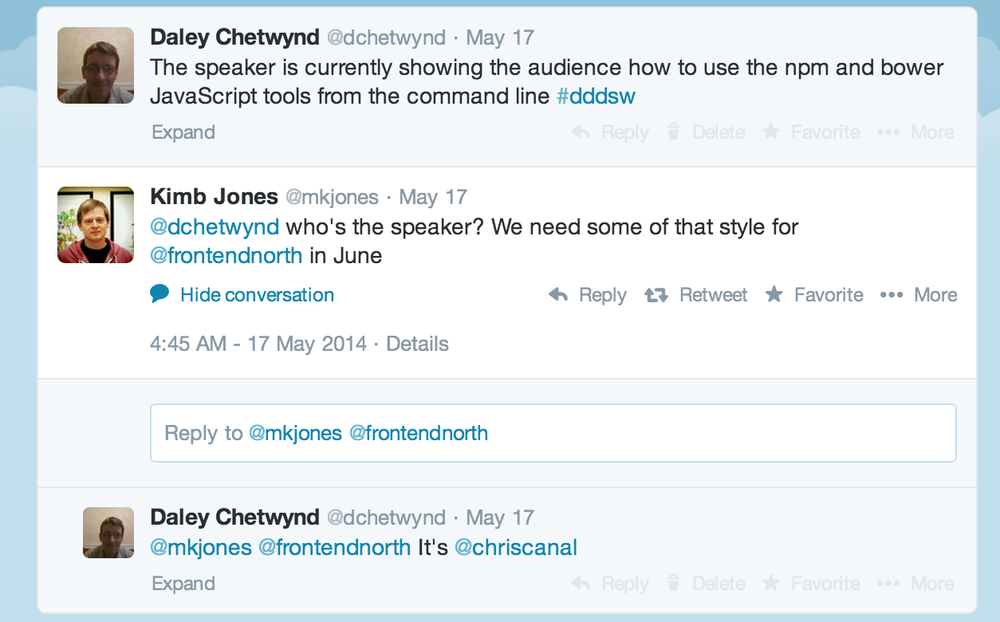 Daley Chetwynd @dchetwynd · May 17
The speaker is currently showing the audience how to use the npm and bower
JavaScript tools from the command line #dddsw
Expand Reply Delete Favorite More
Kimb Jones @mkjones · May 17
@dchetwynd who's the speaker? We need some of that style for
@frontendnorth in June
Hide conversation Reply Retweet Favorite More
4:45 AM - 17 May 2014 · Details
Reply to @mkjones @frontendnorth
Daley Chetwynd @dchetwynd · May 17
@mkjones @frontendnorth It's @chriscanal
Expand Reply Delete Favorite More